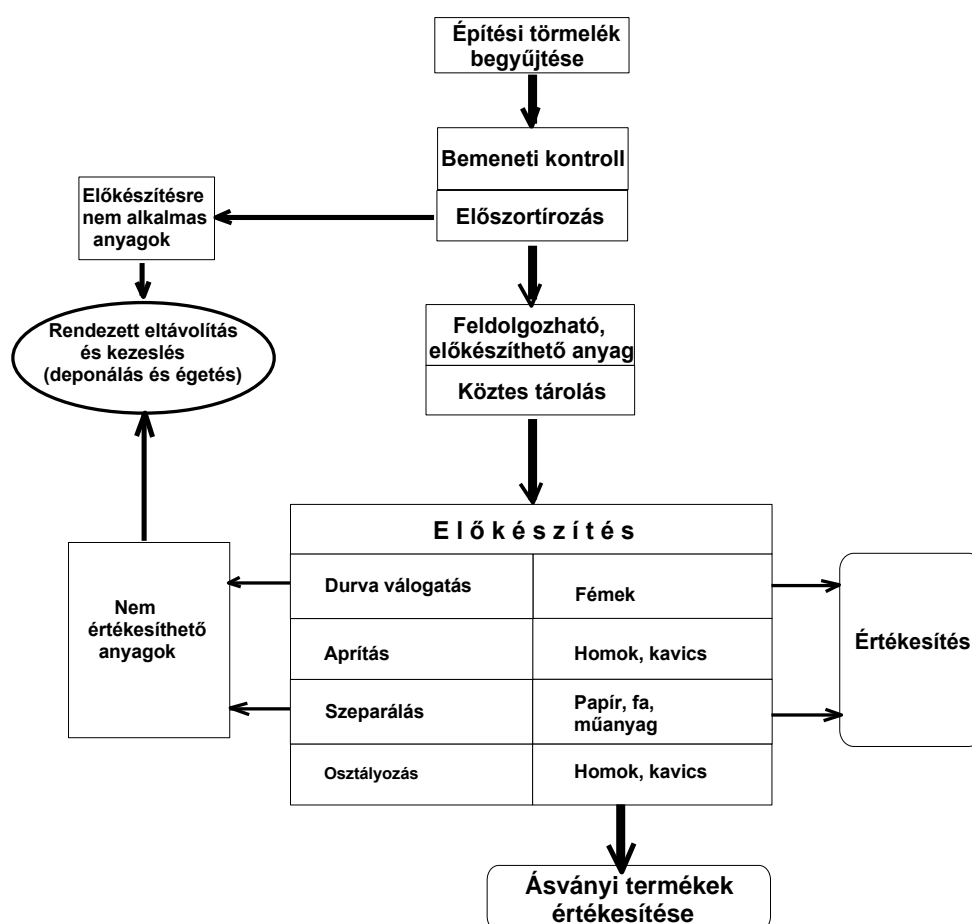 Építési törmelék
begyűjtése
Bemeneti kontroll
Előszortírozás
Előkészítésre
nem alkalmas
anyagok
Rendezett eltávolítás
és kezeslés
(deponálás és égetés)
Feldolgozható,
előkészíthető anyag
Köztes tárolás
Előkészítés
Durva válogatás
Fémek
Aprítás
Homok, kavics
Szeparálás
Papír, fa,
műanyag
Osztályozás
Homok, kavics
Nem
értékesíthető
anyagok
Értékesítés
Ásványi termékek
értékesítése